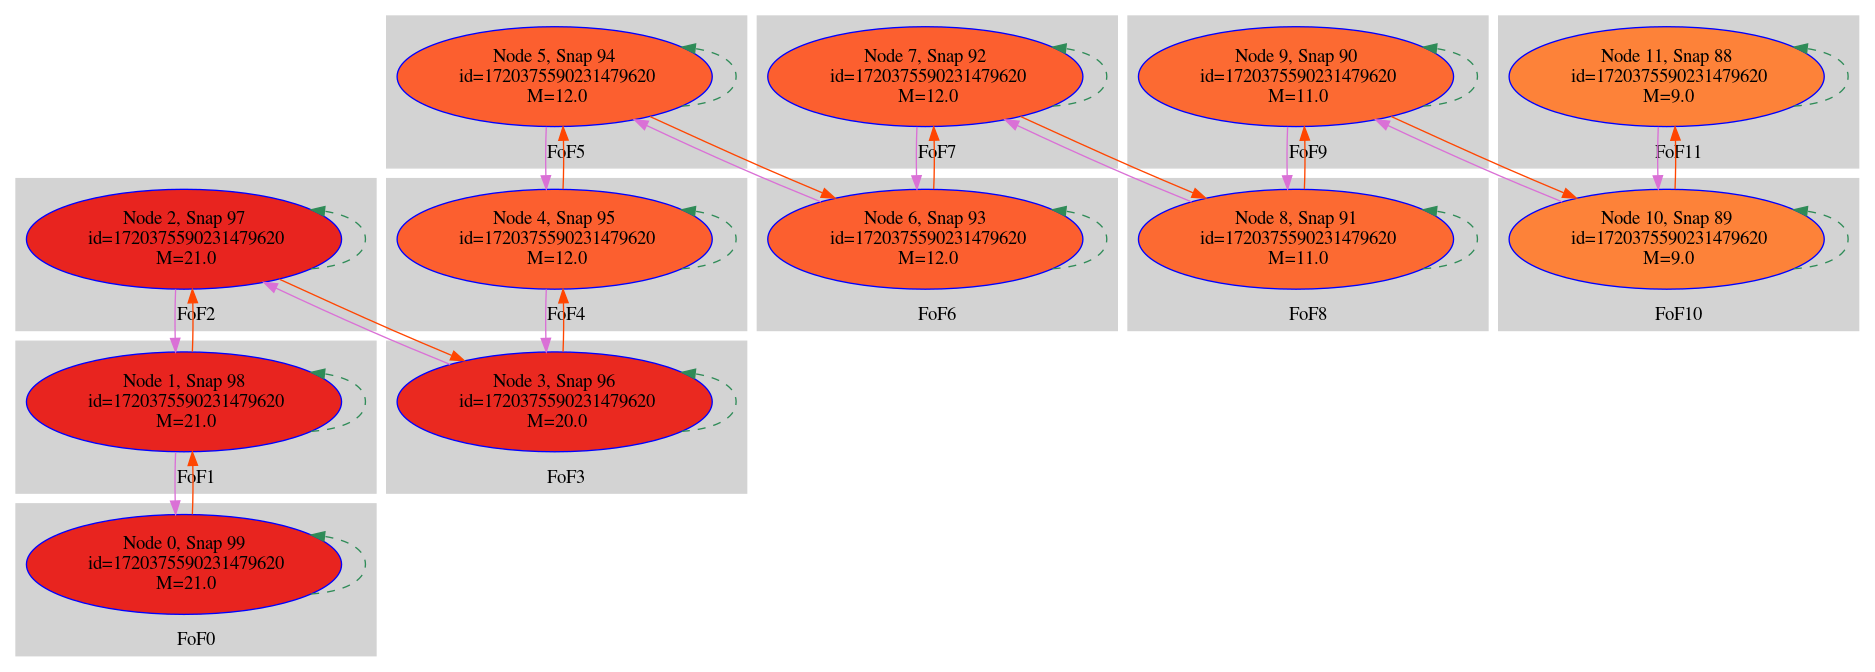 Node 5, Snap 94
id=1720375590231479620
M=12.0
FoF5
Node 7, Snap 92
id=1720375590231479620
M=12.0
FoF7
Node 9, Snap 90
id=1720375590231479620
M=11.0
FoF9
Node 11, Snap 88
id=1720375590231479620
M=9.0
FoF11
Node 2, Snap 97
id=1720375590231479620
M=21.0
FoF2
Node 4, Snap 95
id=1720375590231479620
M=12.0
FoF4
Node 6, Snap 93
id=1720375590231479620
M=12.0
FoF6
Node 8, Snap 91
id=1720375590231479620
M=11.0
FoF8
Node 10, Snap 89
id=1720375590231479620
M=9.0
FoF10
Node 1, Snap 98
id=1720375590231479620
M=21.0
FoF1
Node 3, Snap 96
id=1720375590231479620
M=20.0
FoF3
Node 0, Snap 99
id=1720375590231479620
M=21.0
FoF0